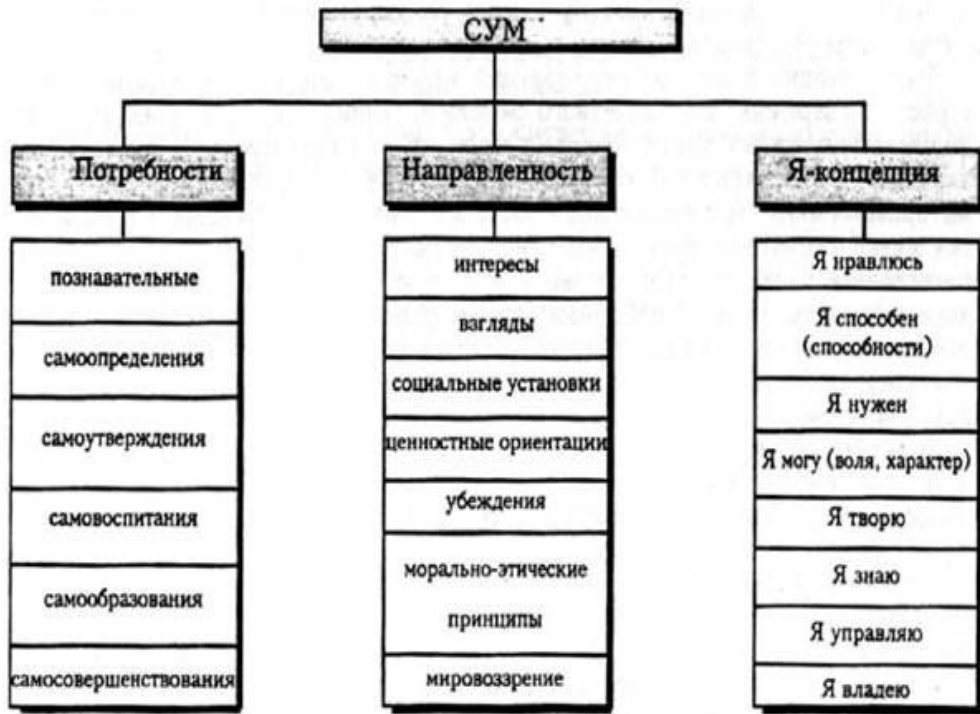 СУМ
Потребности
познавательные
самоопределения
самоутверждения
самовоспитания
самообразования
самосовершенствования
Направленность
интересы
взгляды
социальные установки
ценностные ориентации
убеждения
морально-этические
принципы
мировоззрение
Я-концепция
Я нравлюсь
Я способен
(способности)
Я нужен
Я могу (воля, характер)
Я творю
Я знаю
Я управляю
Я владею